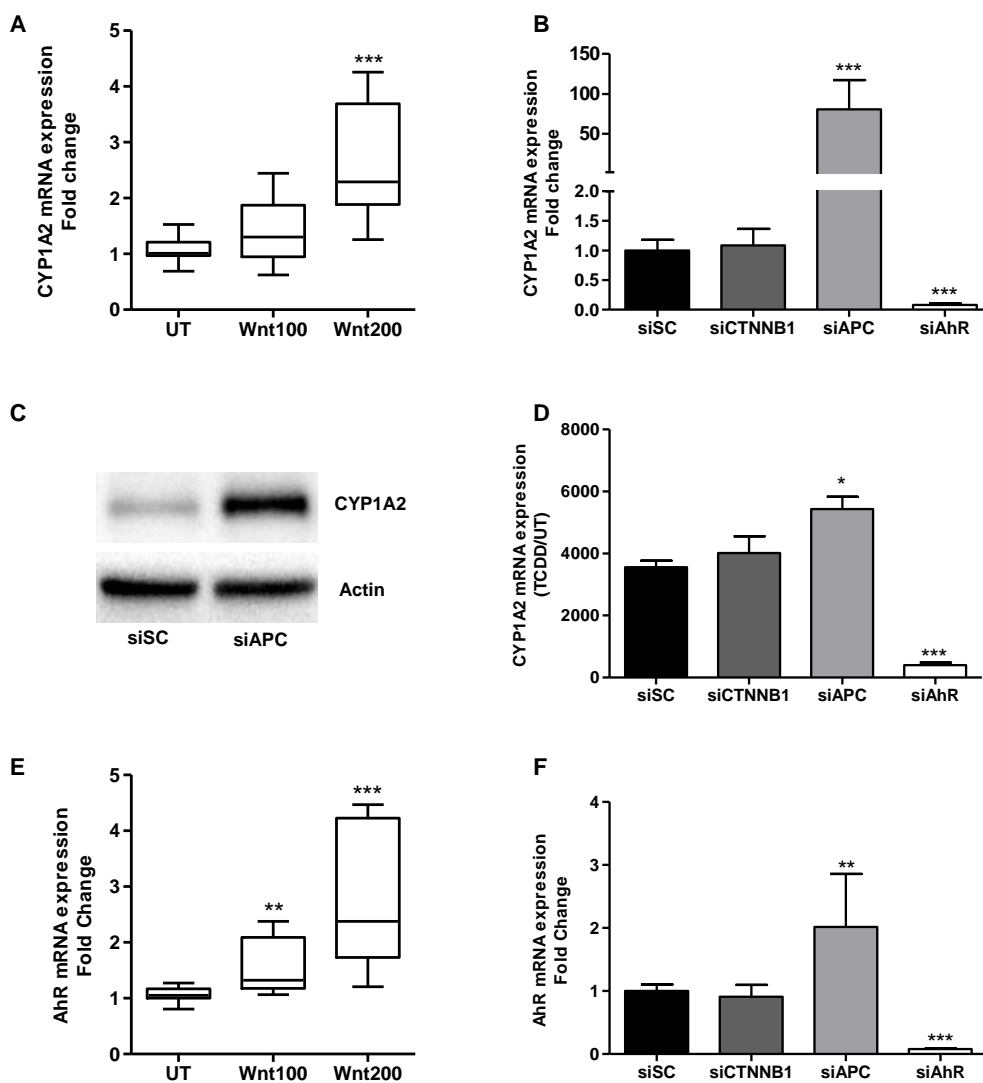 A
CYP1A2 mRNA expression
Fold change
5
4
3
2
1
0
***
UT Wnt100 Wnt200
B
CYP1A2 mRNA expression
Fold change
150
100
50
2.0
1.5
1.0
0.5
0.0
***
***
siSC siCTNNB1 siAPC siAhR
C
CYP1A2
Actin
siSC siAPC
D
CYP1A2 mRNA expression
(TCDD/UT)
8000
6000
4000
2000
0
*
***
siSC siCTNNB1 siAPC siAhR
E
AhR mRNA expression
Fold Change
5
4
3
2
1
0
**
***
UT Wnt100 Wnt200
F
AhR mRNA expression
Fold Change
4
3
2
1
0
**
***
siSC siCTNNB1 siAPC siAhR